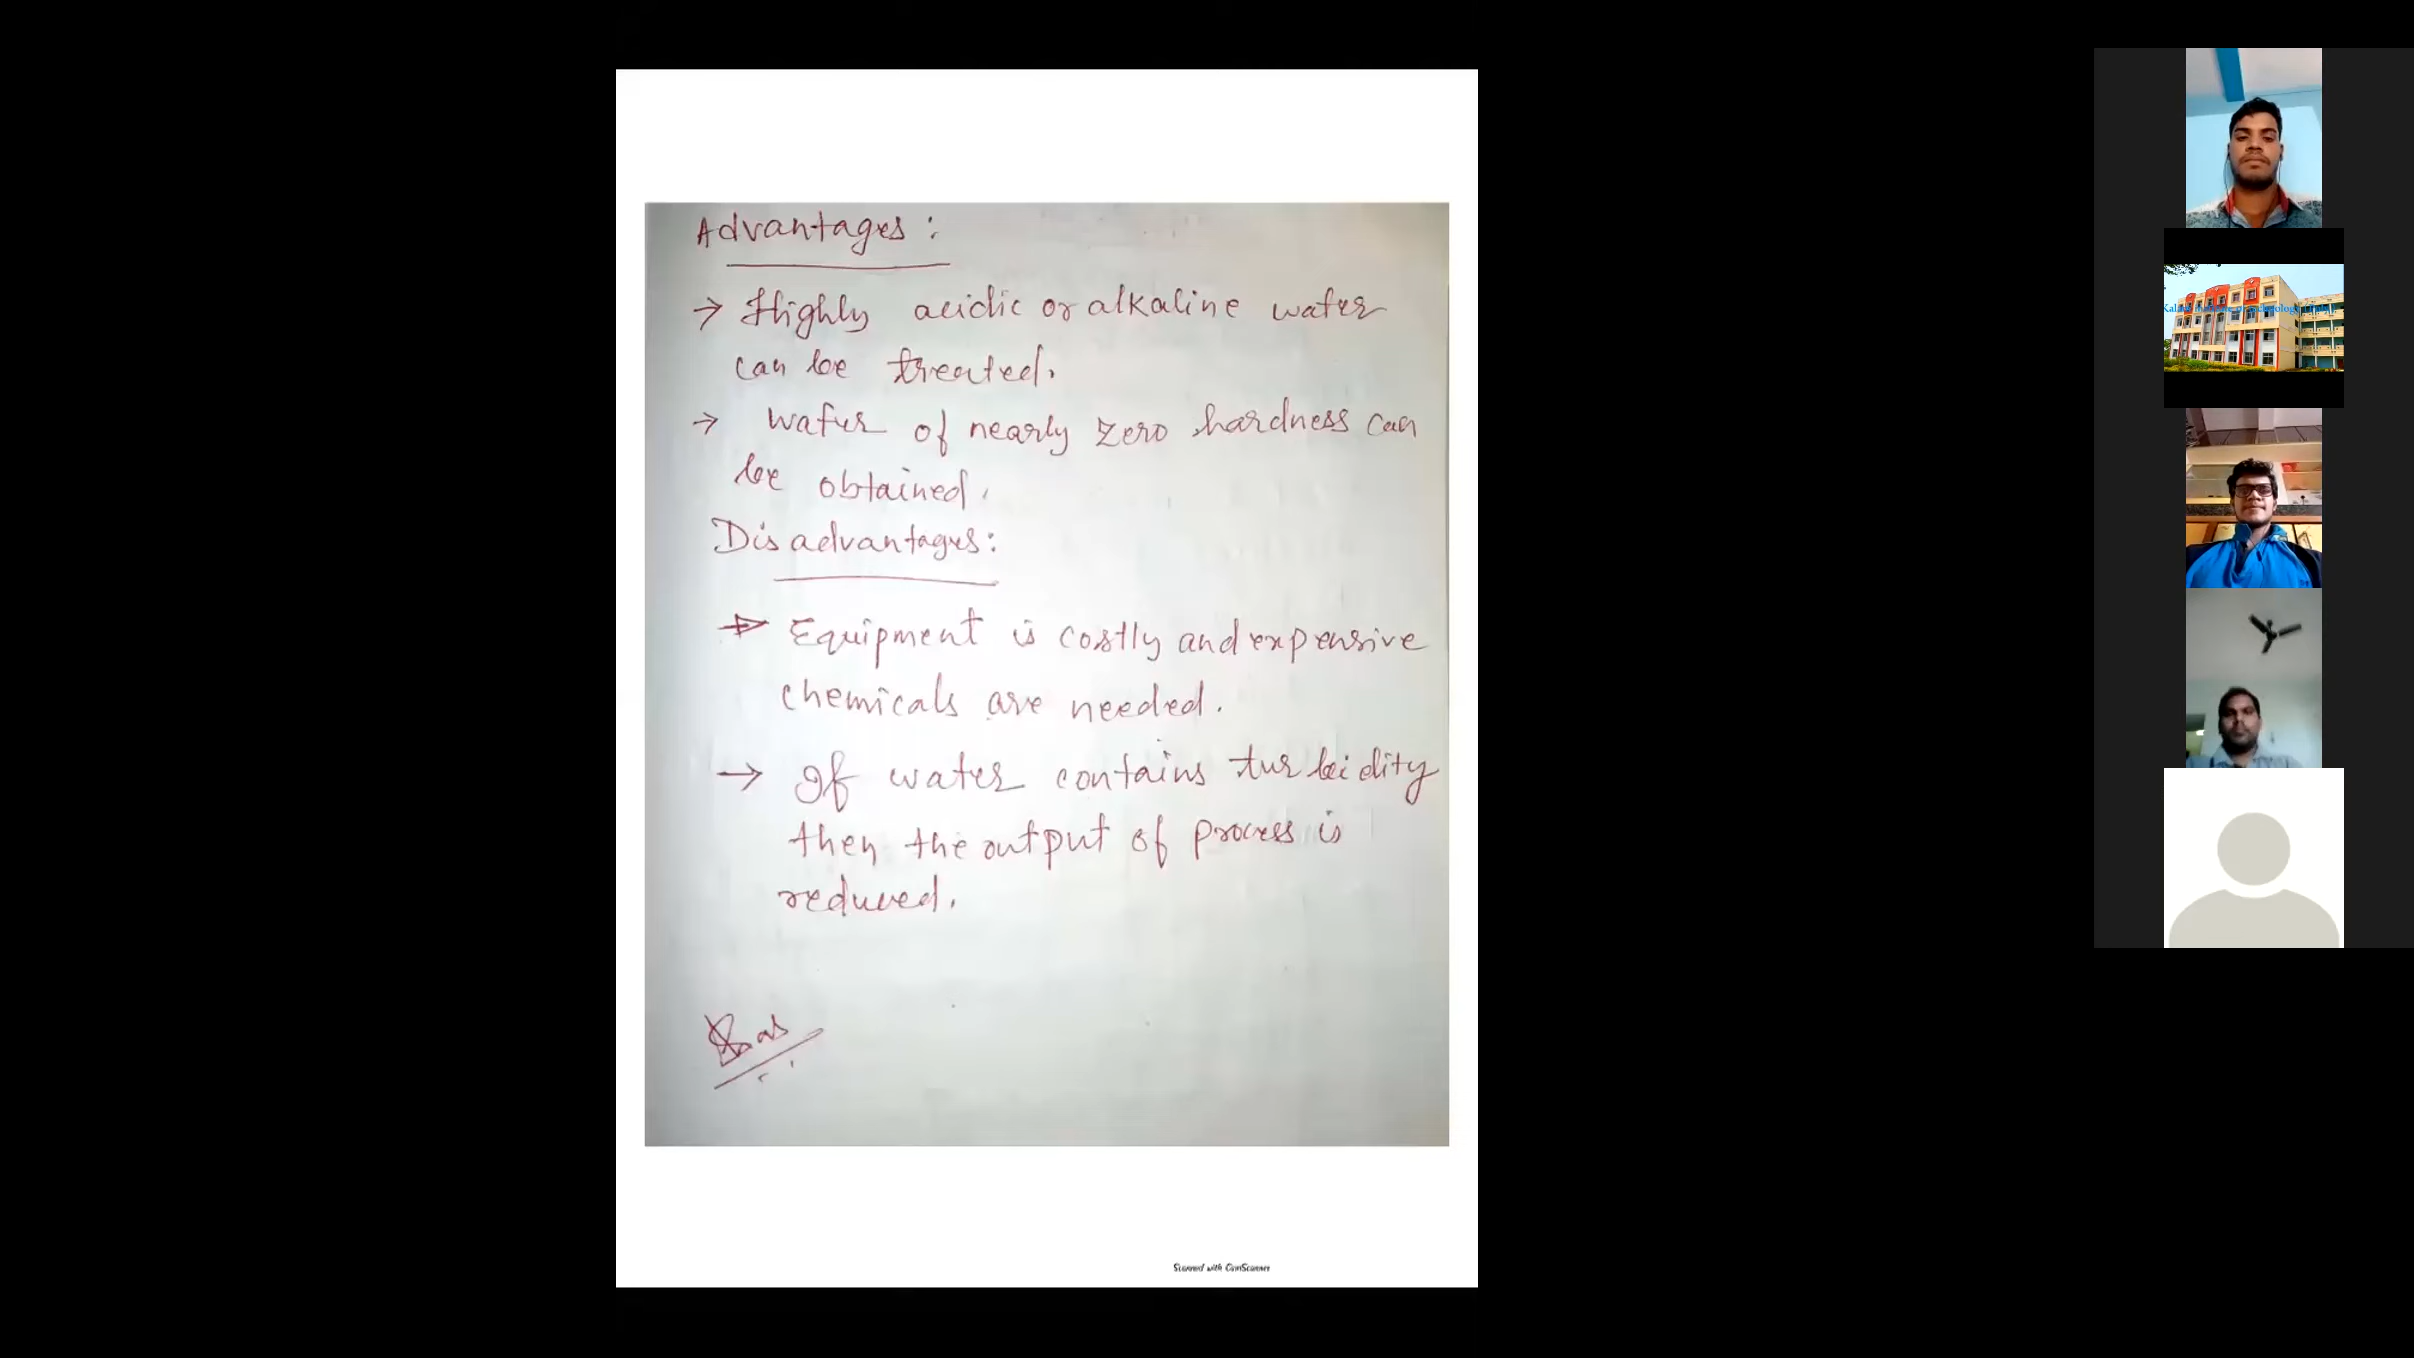 Advantages :
→ Highly acidic or alkaline water
can be treated.
→ Water of nearly zero hardness can
be obtained.
Disadvantages :
→ Equipment is costly and expensive
chemicals are needed.
→ If water contains turbidity
then the output of process is
reduced.
Scanned with CamScanner